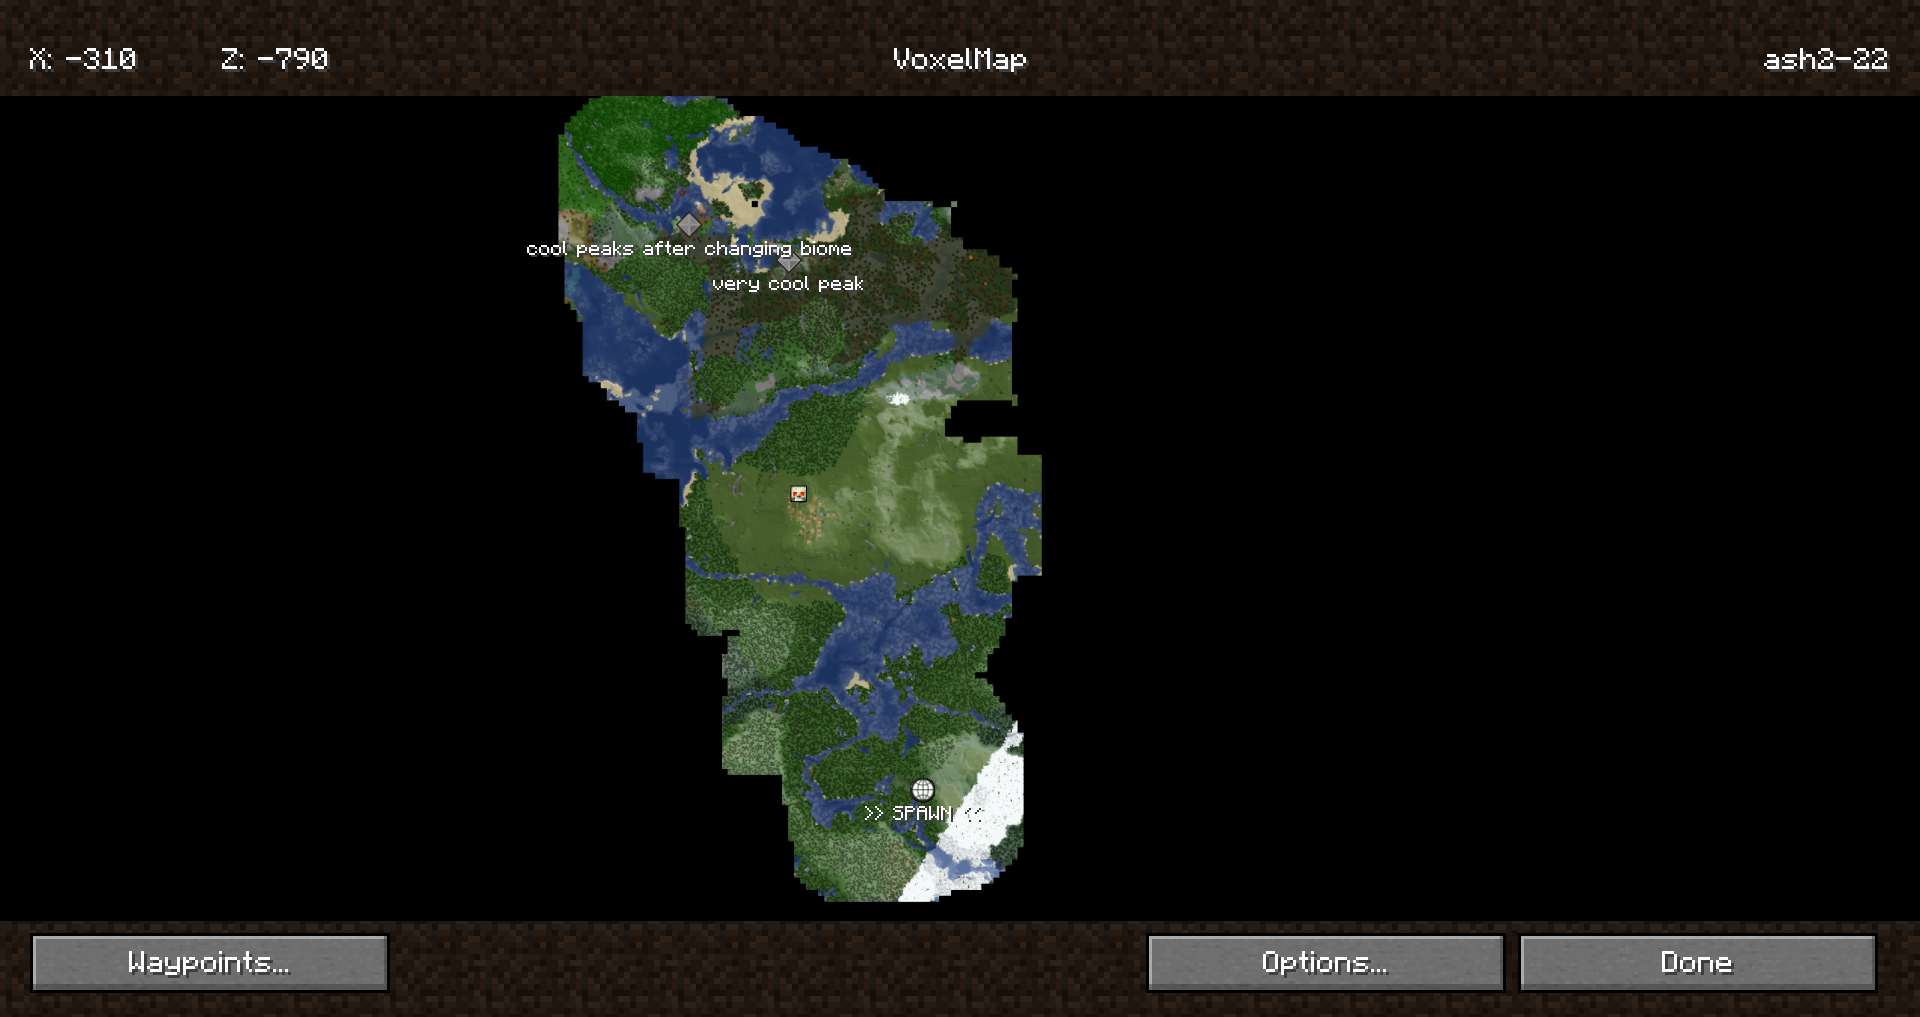 X: -310 Z: -790 VoxelMap ash2-22
cool peaks after changing biome
very cool peak
>> SPAWN <<
Waypoints... Options... Done